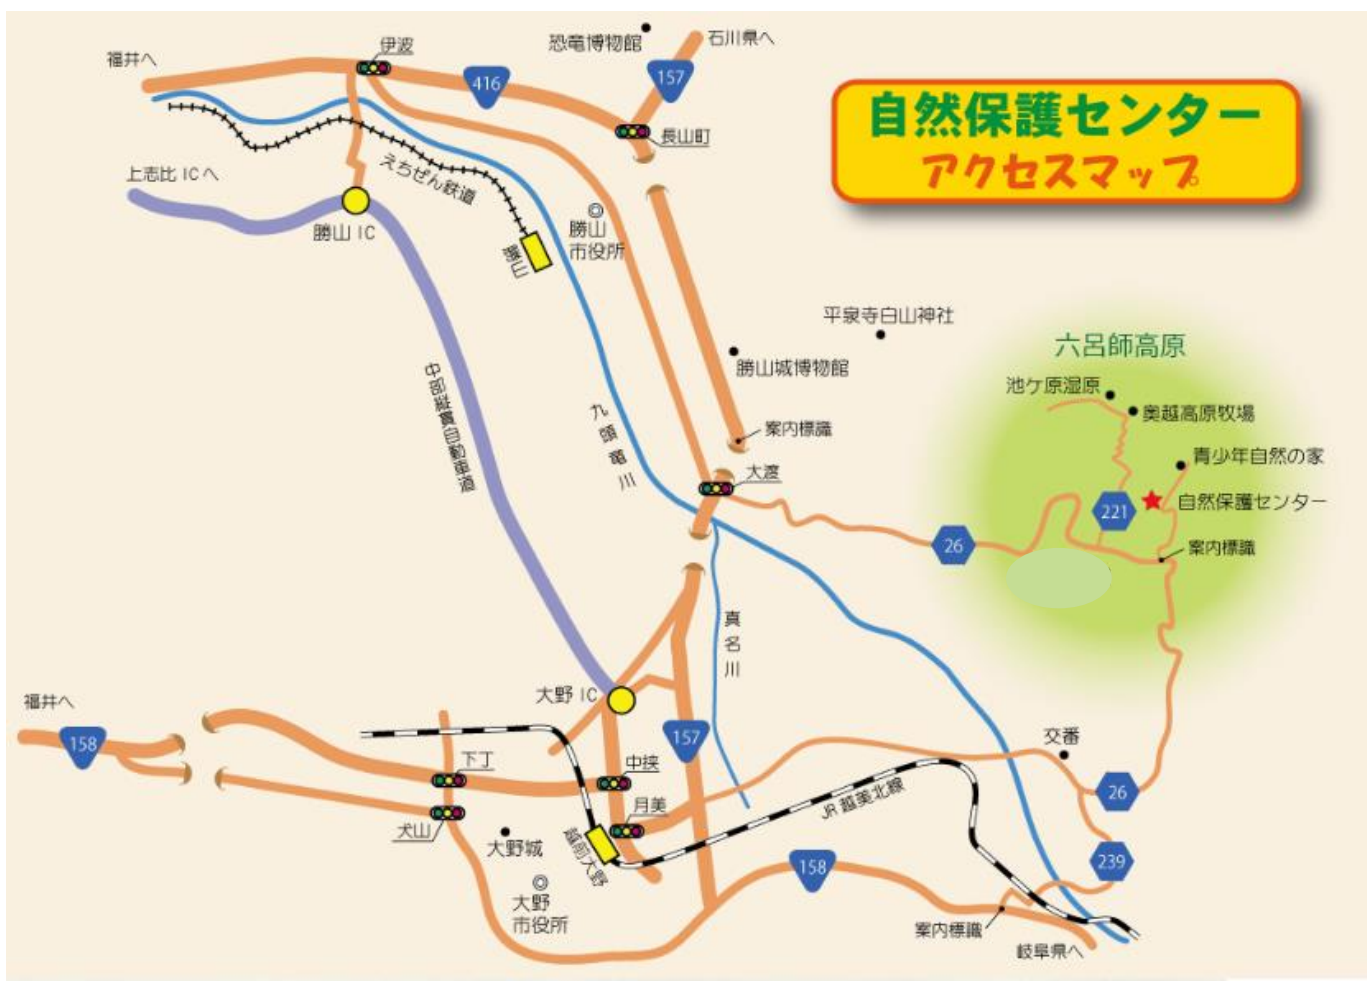 福井へ
伊波
416
恐竜博物館
石川県へ
157
長山町
自然保護センター
アクセスマップ
上志比 ICへ
勝山 IC
えちぜん鉄道
勝山
勝山
市役所
中部縦貫自動車道
九頭竜川
平泉寺白山神社
勝山城博物館
案内標識
大渡
六呂師高原
池ケ原湿原
奥越高原牧場
青少年自然の家
自然保護センター
221
26
案内標識
真名川
大野 IC
福井へ
158
157
下丁
中挟
月美
犬山
大野城
越前大野
大野
市役所
JR 越美北線
交番
26
239
158
案内標識
岐阜県へ